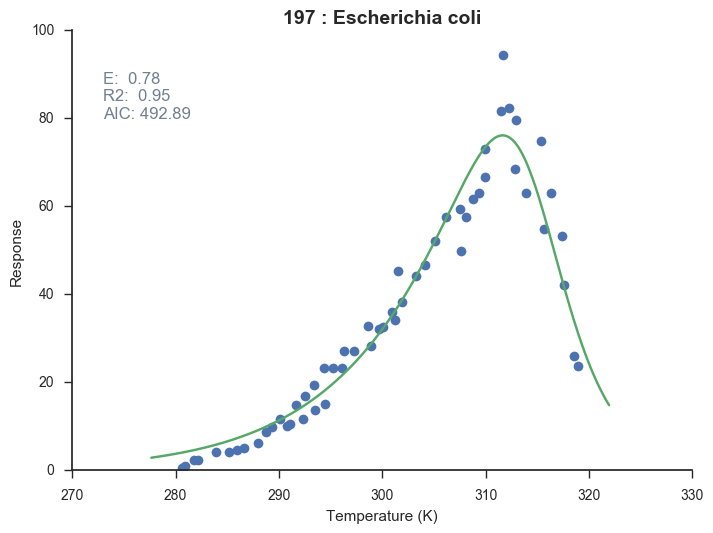 197 : Escherichia coli
E: 0.78
R2: 0.95
AIC: 492.89
Response
100
80
60
40
20
0
270 280 290 300 310 320 330
Temperature (K)